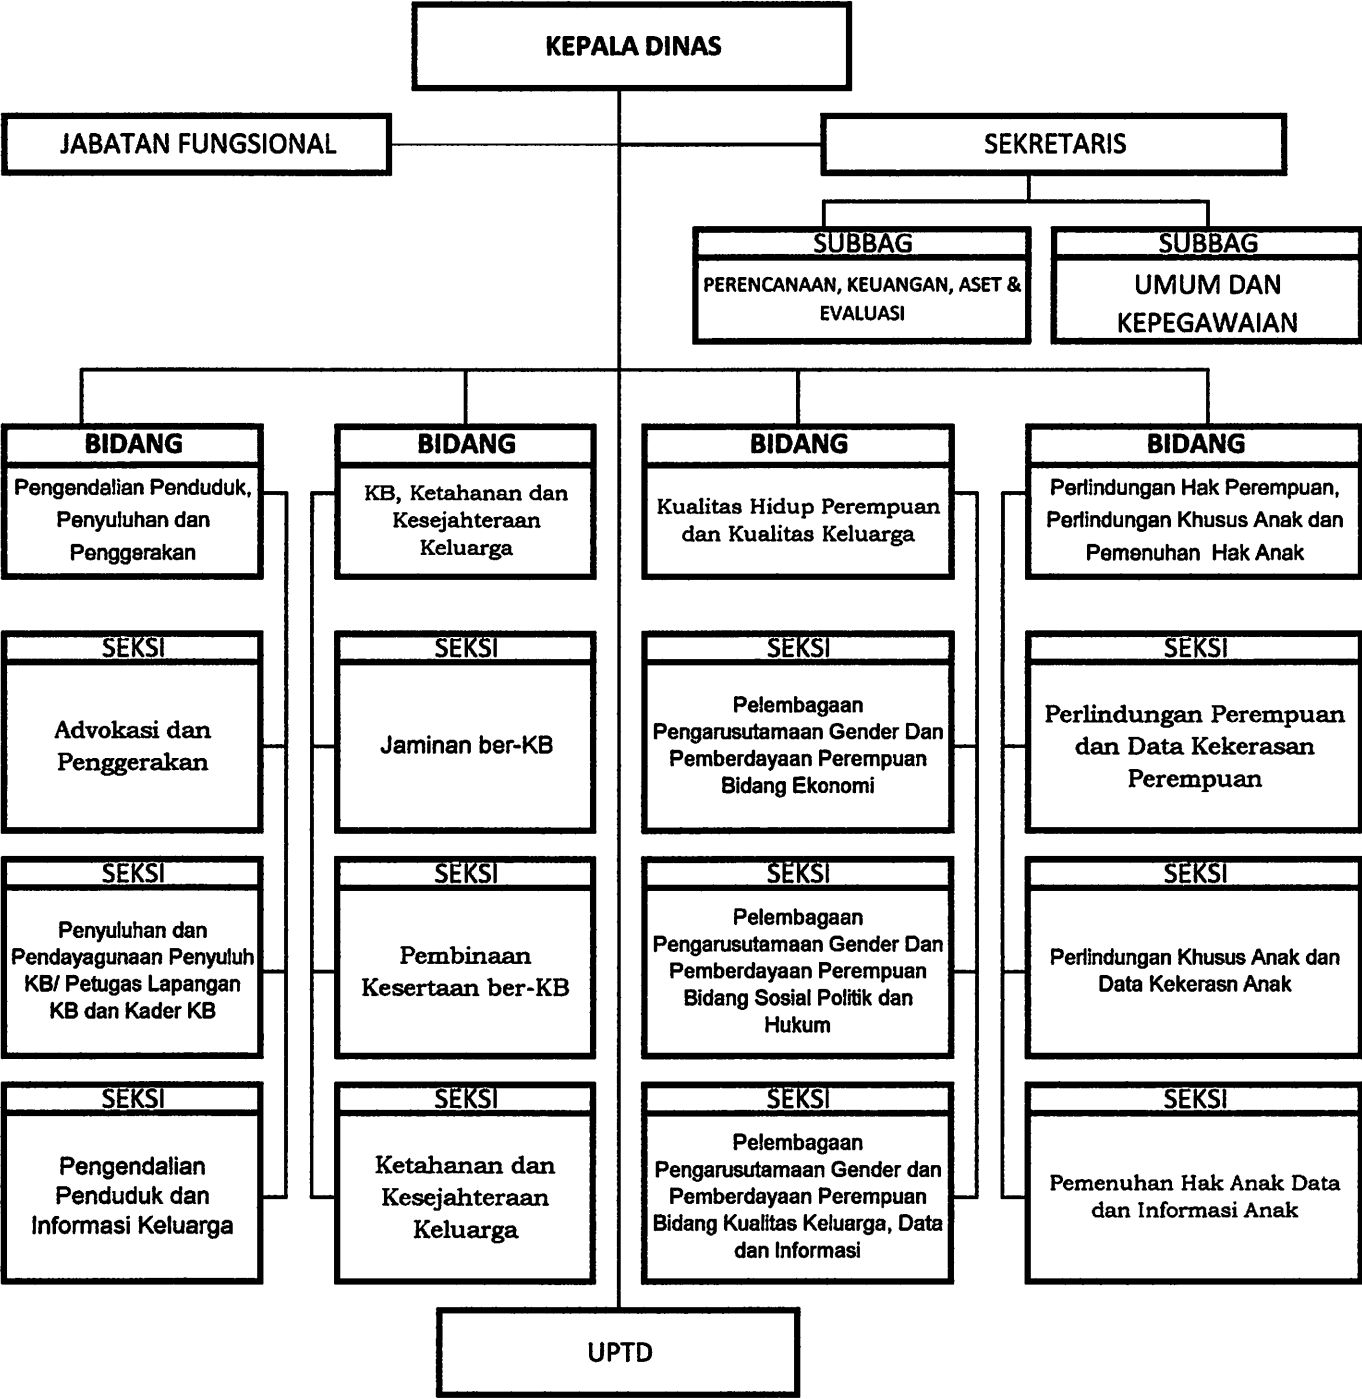 KEPALA DINAS
JABATAN FUNGSIONAL
SEKRETARIS
SUBBAG
PERENCANAAN, KEUANGAN, ASET &
EVALUASI
SUBBAG
UMUM DAN
KEPEGAWAIAN
BIDANG
Pengendalian Penduduk,
Penyuluhan dan
Penggerakan
BIDANG
KB, Ketahanan dan
Kesejahteraan
Keluarga
BIDANG
Kualitas Hidup Perempuan
dan Kualitas Keluarga
BIDANG
Perlindungan Hak Perempuan,
Perlindungan Khusus Anak dan
Pemenuhan Hak Anak
SEKSI
Advokasi dan
Penggerakan
SEKSI
Jaminan ber-KB
SEKSI
Pelembagaan
Pengarusutamaan Gender Dan
Pemberdayaan Perempuan
Bidang Ekonomi
SEKSI
Perlindungan Perempuan
dan Data Kekerasan
Perempuan
SEKSI
Penyuluhan dan
Pendayagunaan Penyuluh
KB/ Petugas Lapangan
KB dan Kader KB
SEKSI
Pembinaan
Kesertaan ber-KB
SEKSI
Pelembagaan
Pengarusutamaan Gender Dan
Pemberdayaan Perempuan
Bidang Sosial Politik dan
Hukum
SEKSI
Perlindungan Khusus Anak dan
Data Kekerasn Anak
SEKSI
Pengendalian
Penduduk dan
Informasi Keluarga
SEKSI
Ketahanan dan
Kesejahteraan
Keluarga
SEKSI
Pelembagaan
Pengarusutamaan Gender dan
Pemberdayaan Perempuan
Bidang Kualitas Keluarga, Data
dan Informasi
SEKSI
Pemenuhan Hak Anak Data
dan Informasi Anak
UPTD